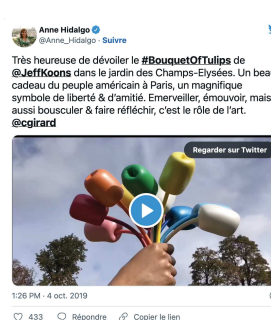 Anne Hidalgo
@Anne_Hidalgo · Suivre
Très heureuse de dévoiler le #BouquetOfTulips de
@JeffKoons dans le jardin des Champs-Elysées. Un beau
cadeau du peuple américain à Paris, un magnifique
symbole de liberté & d'amitié. Emerveiller, émouvoir, mais
aussi bousculer & faire réfléchir, c'est le rôle de l'art.
@cgirard
Regarder sur Twitter
1:26 PM · 4 oct. 2019
433 Répondre Copier le lien